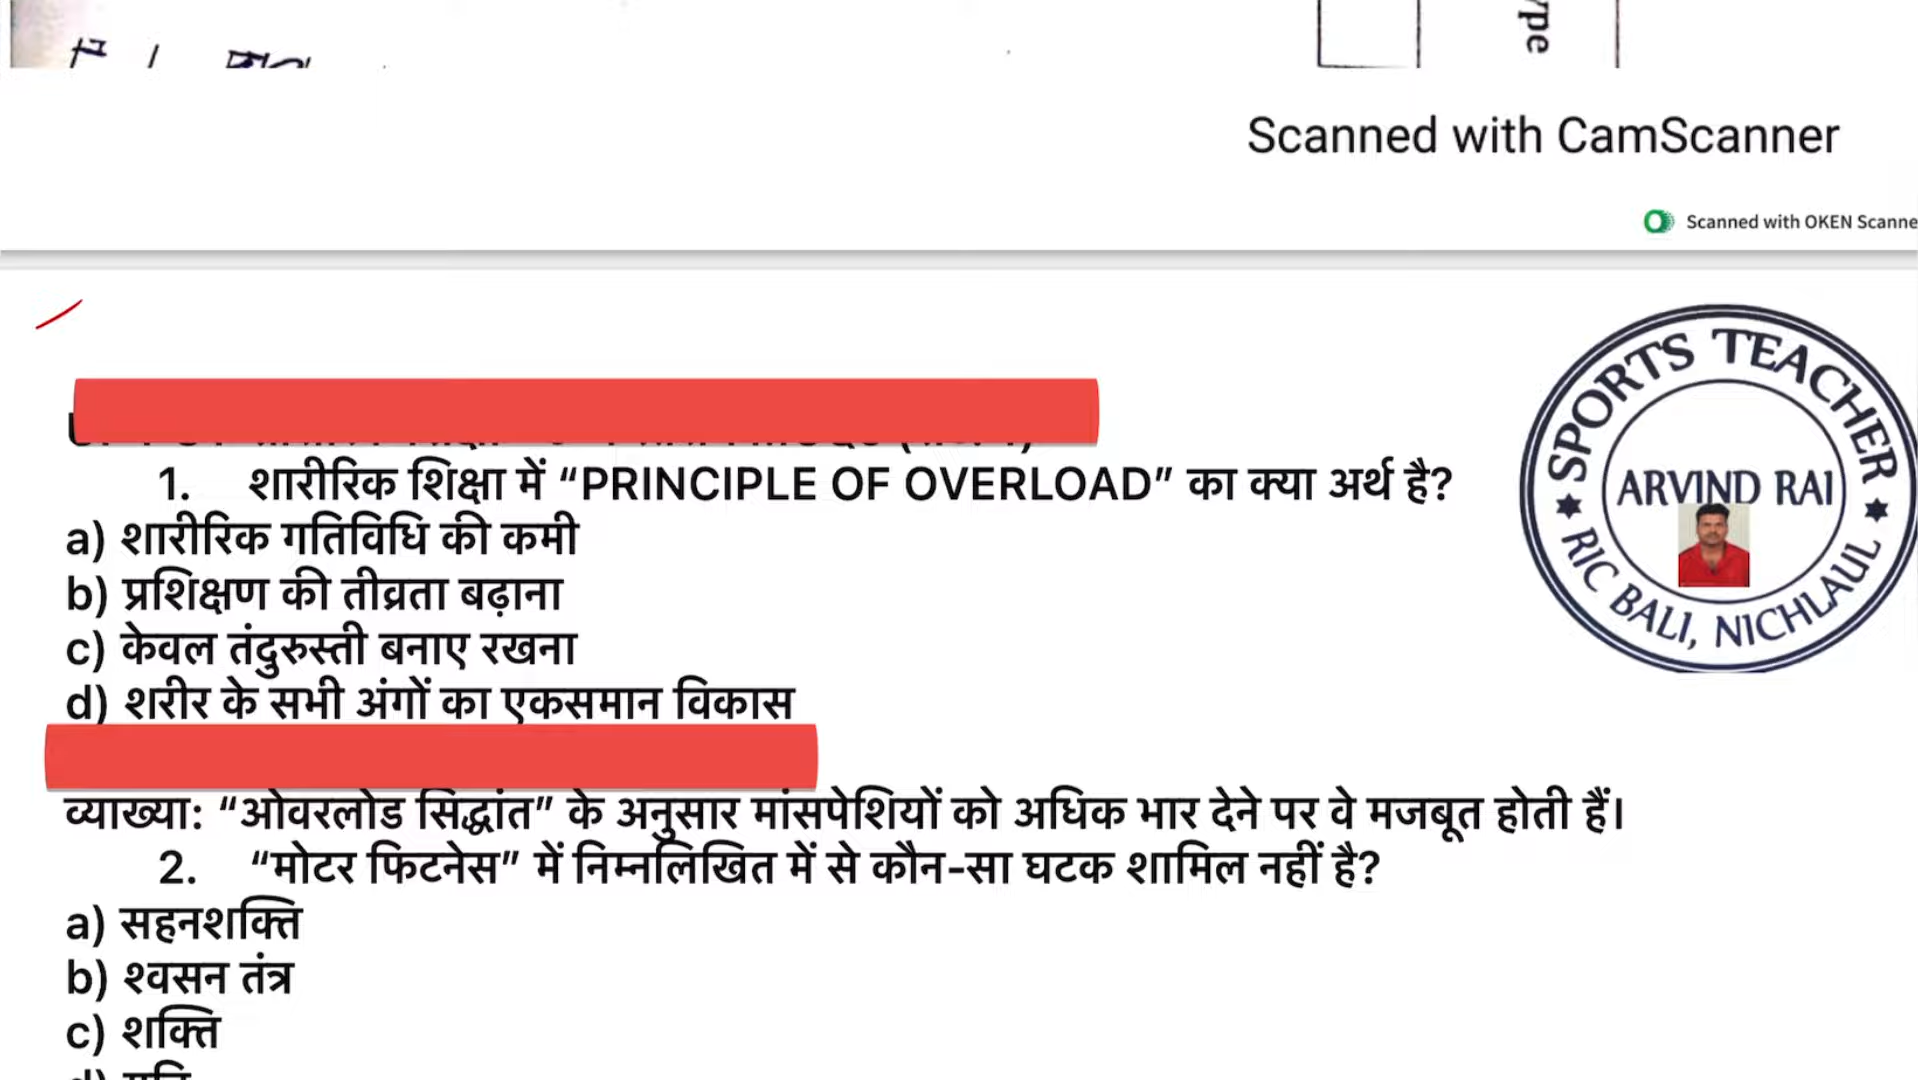 ype
Scanned with CamScanner
Scanned with OKEN Scanne
SPORTS TEACHER
ARVIND RAI
RIC BALI, NICHLAUL
1. शारीरिक शिक्षा में “PRINCIPLE OF OVERLOAD” का क्या अर्थ है?
a) शारीरिक गतिविधि की कमी
b) प्रशिक्षण की तीव्रता बढ़ाना
c) केवल तंदुरुस्ती बनाए रखना
d) शरीर के सभी अंगों का एकसमान विकास
व्याख्या: “ओवरलोड सिद्धांत” के अनुसार मांसपेशियों को अधिक भार देने पर वे मजबूत होती हैं।
2. “मोटर फिटनेस” में निम्नलिखित में से कौन-सा घटक शामिल नहीं है?
a) सहनशक्ति
b) श्वसन तंत्र
c) शक्ति